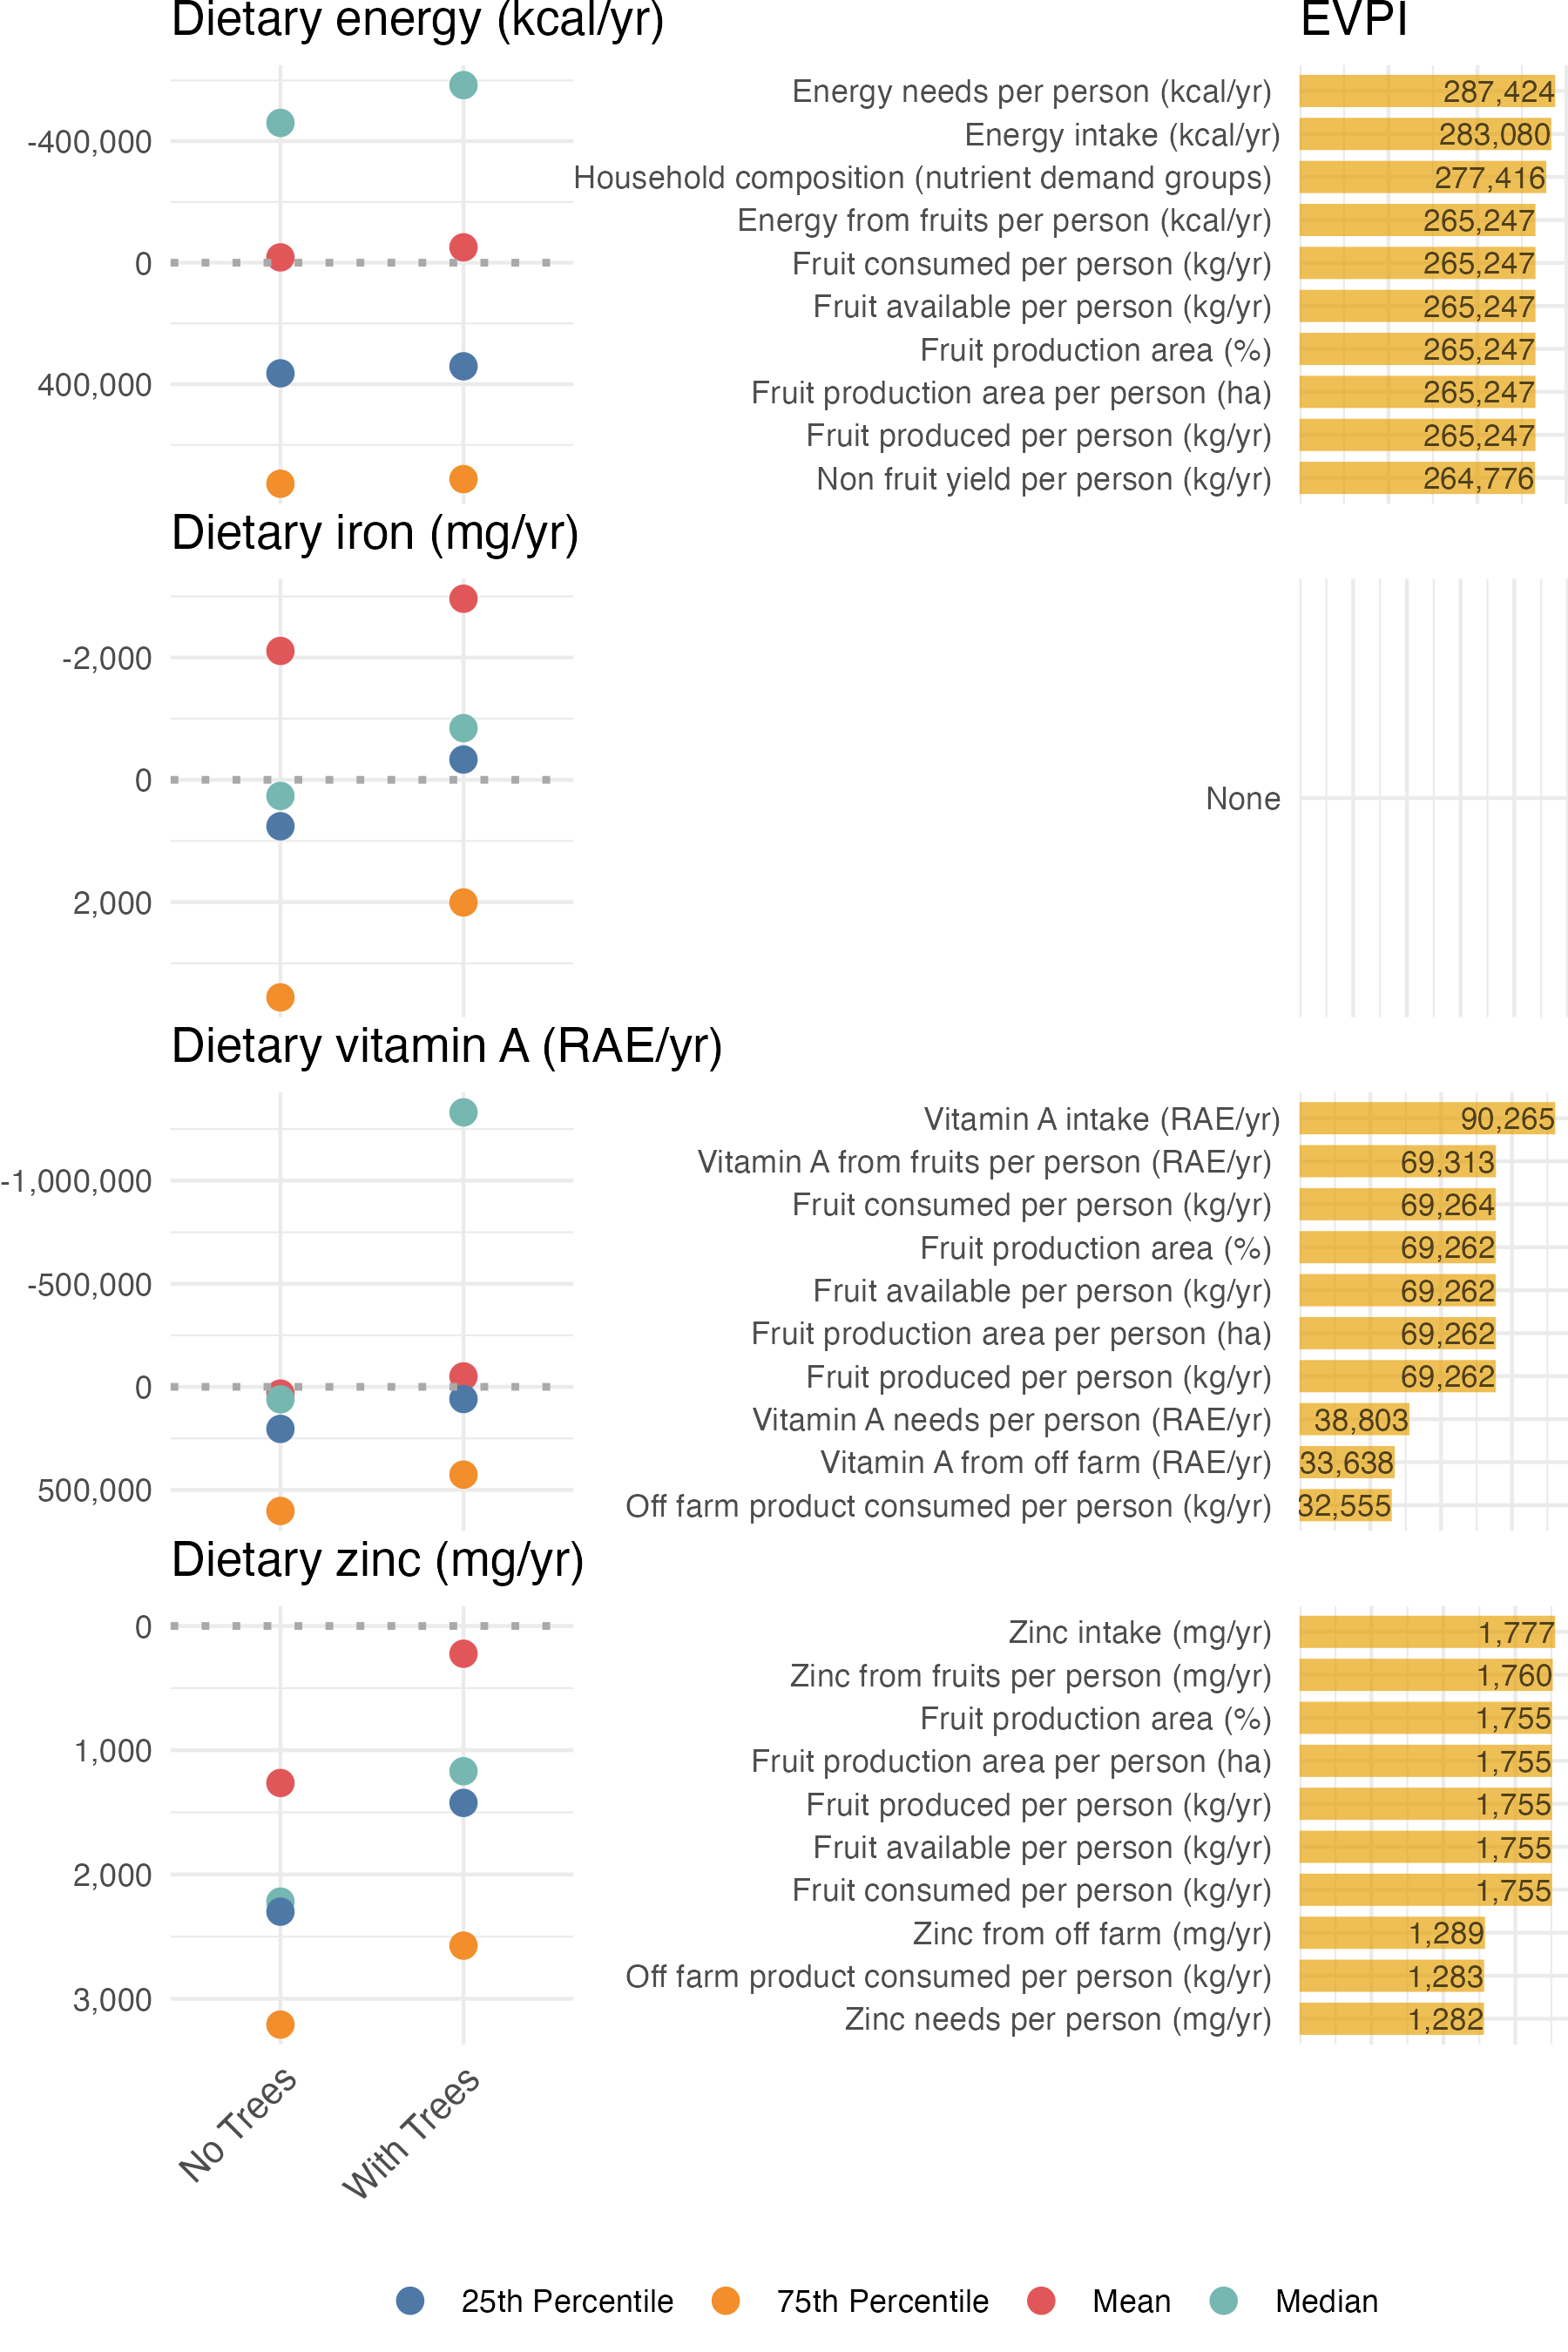 Dietary energy (kcal/yr)
EVPI
-400,000
0
400,000
Energy needs per person (kcal/yr) 287,424
Energy intake (kcal/yr) 283,080
Household composition (nutrient demand groups) 277,416
Energy from fruits per person (kcal/yr) 265,247
Fruit consumed per person (kg/yr) 265,247
Fruit available per person (kg/yr) 265,247
Fruit production area (%) 265,247
Fruit production area per person (ha) 265,247
Fruit produced per person (kg/yr) 265,247
Non fruit yield per person (kg/yr) 264,776
Dietary iron (mg/yr)
-2,000
0
2,000
None
Dietary vitamin A (RAE/yr)
-1,000,000
-500,000
0
500,000
Vitamin A intake (RAE/yr) 90,265
Vitamin A from fruits per person (RAE/yr) 69,313
Fruit consumed per person (kg/yr) 69,264
Fruit production area (%) 69,262
Fruit available per person (kg/yr) 69,262
Fruit production area per person (ha) 69,262
Fruit produced per person (kg/yr) 69,262
Vitamin A needs per person (RAE/yr) 38,803
Vitamin A from off farm (RAE/yr) 33,638
Off farm product consumed per person (kg/yr) 32,555
Dietary zinc (mg/yr)
0
1,000
2,000
3,000
Zinc intake (mg/yr) 1,777
Zinc from fruits per person (mg/yr) 1,760
Fruit production area (%) 1,755
Fruit production area per person (ha) 1,755
Fruit produced per person (kg/yr) 1,755
Fruit available per person (kg/yr) 1,755
Fruit consumed per person (kg/yr) 1,755
Zinc from off farm (mg/yr) 1,289
Off farm product consumed per person (kg/yr) 1,283
Zinc needs per person (mg/yr) 1,282
No Trees
With Trees
25th Percentile 75th Percentile Mean Median